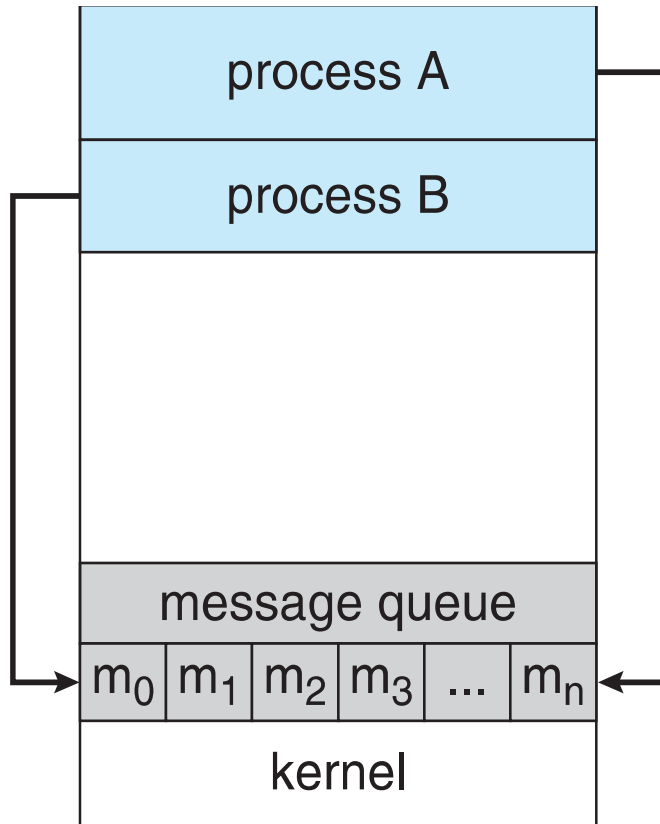 process A
process B
message queue
m0 m1 m2 m3 ... mn
kernel